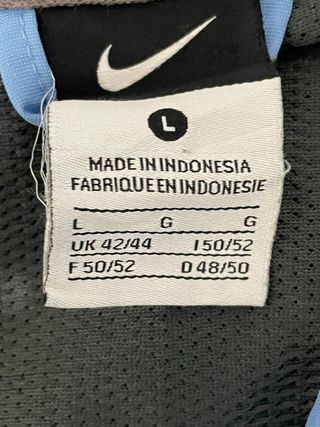 L
MADE IN INDONESIA
FABRIQUE EN INDONESIE
L G G
UK 42/44 I 50/52
F 50/52 D 48/50